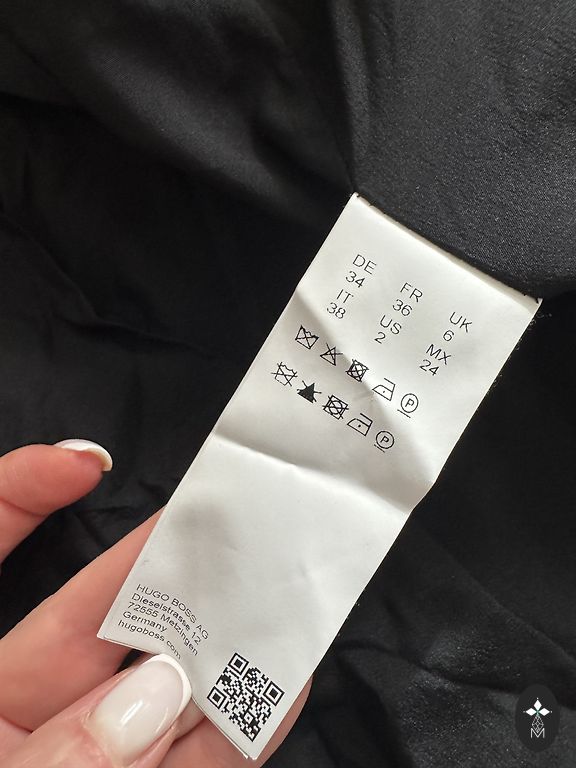 DE FR UK
34 36 6
IT US MX
38 2 24
P
P
HUGO BOSS AG
Dieselstrasse 12
72555 Metzingen
Germany
hugoboss.com
M